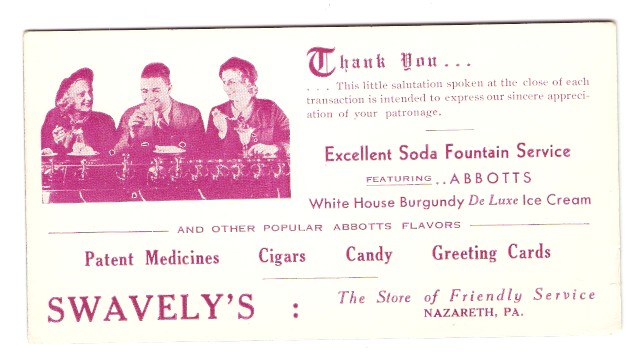 Thank You...
... This little salutation spoken at the close of each
transaction is intended to express our sincere appreci-
ation of your patronage.
Excellent Soda Fountain Service
FEATURING..ABBOTTS
White House Burgundy De Luxe Ice Cream
AND OTHER POPULAR ABBOTTS FLAVORS
Patent Medicines Cigars Candy Greeting Cards
SWAVELY'S : The Store of Friendly Service
NAZARETH, PA.